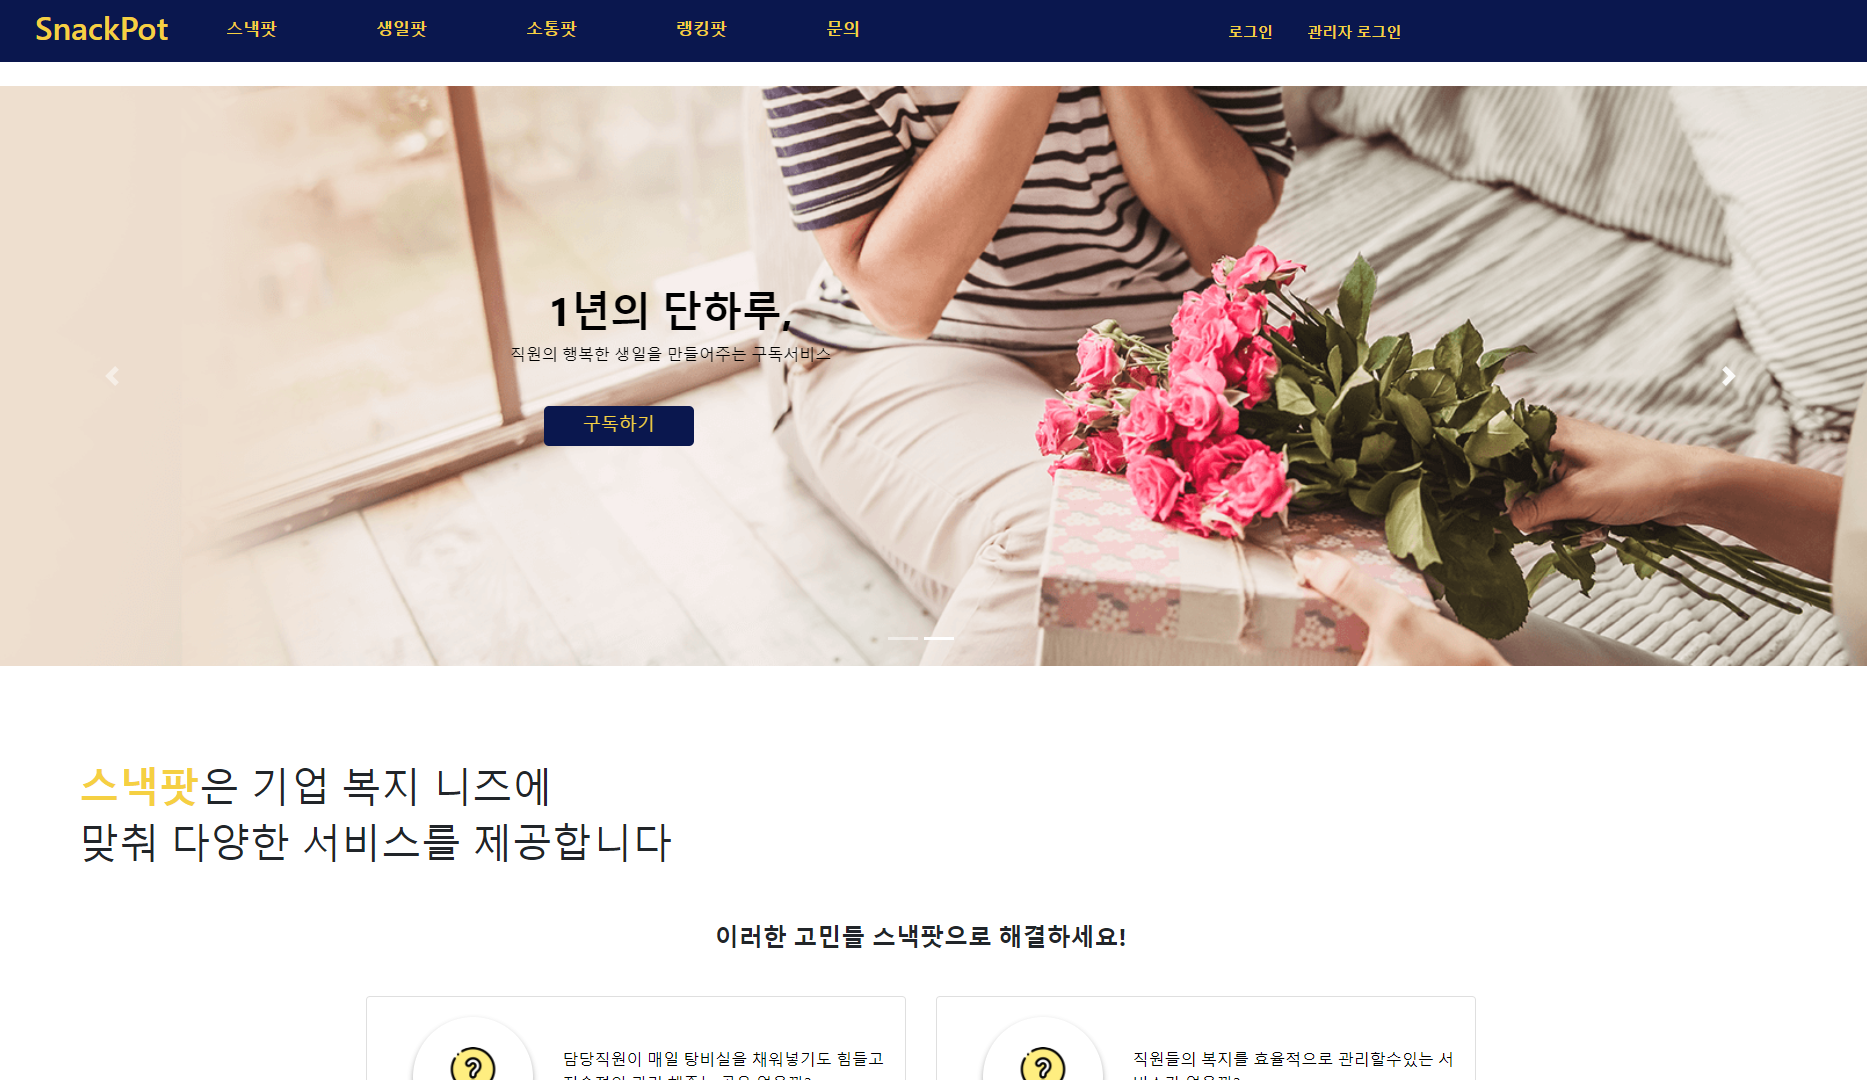 SnackPot 스낵팟 생일팟 소통팟 랭킹팟 문의 로그인 관리자 로그인
1년의 단하루,
직원의 행복한 생일을 만들어주는 구독서비스
구독하기
스낵팟은 기업 복지 니즈에
맞춰 다양한 서비스를 제공합니다
이러한 고민들 스낵팟으로 해결하세요!
담당직원이 매일 탕비실을 채워넣기도 힘들고
직원들의 복지를 효율적으로 관리할수있는 서